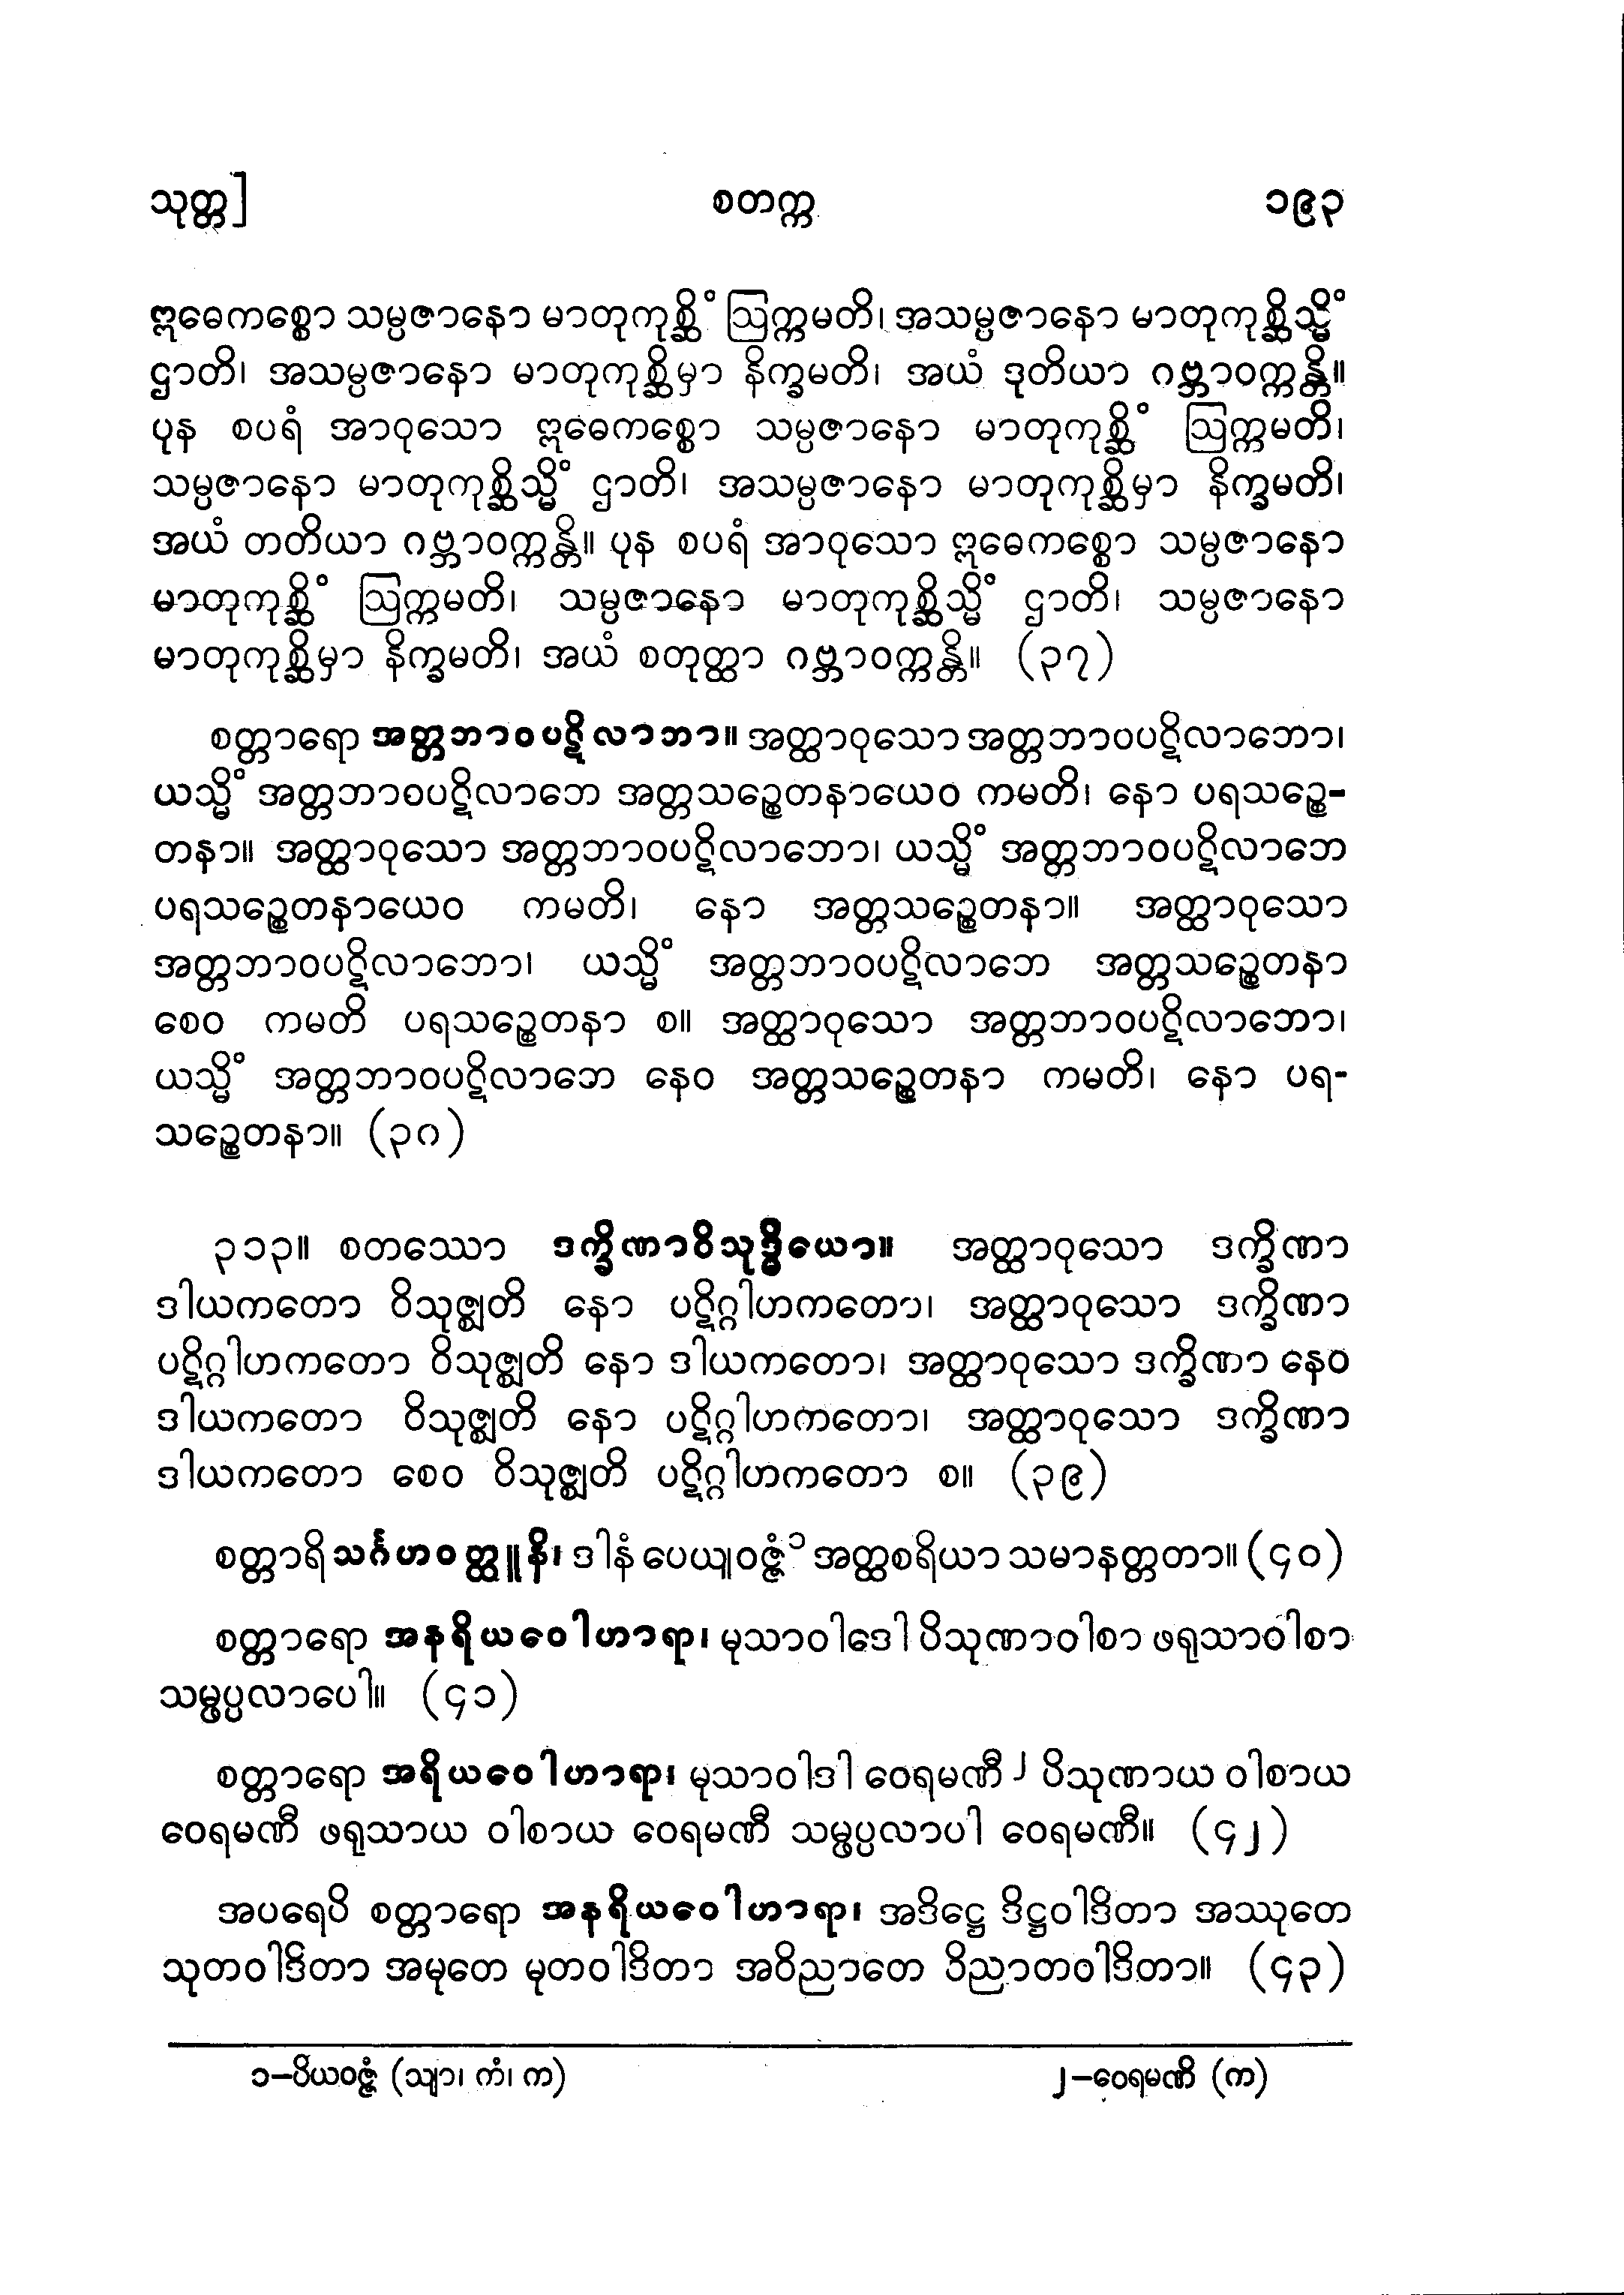 သုတ္တ] စတက္က ၁၉၃
ဣဓေကစ္စော သမ္ပဇာနော မာတုကုစ္ဆိံ ဩက္ကမတိ၊ အသမ္ပဇာနော မာတုကုစ္ဆိသ္မိံ
ဌာတိ၊ အသမ္ပဇာနော မာတုကုစ္ဆိမှာ နိက္ခမတိ၊ အယံ ဒုတိယာ ဂဗ္ဘာဝက္ကန္တိ။
ပုန စပရံ အာဝုသော ဣဓေကစ္စော သမ္ပဇာနော မာတုကုစ္ဆိံ ဩက္ကမတိ၊
သမ္ပဇာနော မာတုကုစ္ဆိသ္မိံ ဌာတိ၊ အသမ္ပဇာနော မာတုကုစ္ဆိမှာ နိက္ခမတိ၊
အယံ တတိယာ ဂဗ္ဘာဝက္ကန္တိ။ ပုန စပရံ အာဝုသော ဣဓေကစ္စော သမ္ပဇာနော
မာတုကုစ္ဆိံ ဩက္ကမတိ၊ သမ္ပဇာနော မာတုကုစ္ဆိသ္မိံ ဌာတိ၊ သမ္ပဇာနော
မာတုကုစ္ဆိမှာ နိက္ခမတိ၊ အယံ စတုတ္ထာ ဂဗ္ဘာဝက္ကန္တိ။ (၃၇)
စတ္တာရော အတ္တဘာဝပဋိလာဘာ။ အတ္ထာဝုသော အတ္တဘာဝပဋိလာဘော၊
ယသ္မိံ အတ္တဘာဝပဋိလာဘေ အတ္တသဉ္စေတနာယေဝ ကမတိ၊ နော ပရသဉ္စေ-
တနာ။ အတ္ထာဝုသော အတ္တဘာဝပဋိလာဘော၊ ယသ္မိံ အတ္တဘာဝပဋိလာဘေ
ပရသဉ္စေတနာယေဝ ကမတိ၊ နော အတ္တသဉ္စေတနာ။ အတ္ထာဝုသော
အတ္တဘာဝပဋိလာဘော၊ ယသ္မိံ အတ္တဘာဝပဋိလာဘေ အတ္တသဉ္စေတနာ
စေဝ ကမတိ ပရသဉ္စေတနာ စ။ အတ္ထာဝုသော အတ္တဘာဝပဋိလာဘော၊
ယသ္မိံ အတ္တဘာဝပဋိလာဘေ နေဝ အတ္တသဉ္စေတနာ ကမတိ၊ နော ပရ-
သဉ္စေတနာ။ (၃၈)
၃၁၃။ စတဿော ဒက္ခိဏာဝိသုဒ္ဓိယော။ အတ္ထာဝုသော ဒက္ခိဏာ
ဒါယကတော ဝိသုဇ္ဈတိ နော ပဋိဂ္ဂါဟကတော၊ အတ္ထာဝုသော ဒက္ခိဏာ
ပဋိဂ္ဂါဟကတော ဝိသုဇ္ဈတိ နော ဒါယကတော၊ အတ္ထာဝုသော ဒက္ခိဏာ နေဝ
ဒါယကတော ဝိသုဇ္ဈတိ နော ပဋိဂ္ဂါဟကတော၊ အတ္ထာဝုသော ဒက္ခိဏာ
ဒါယကတော စေဝ ဝိသုဇ္ဈတိ ပဋိဂ္ဂါဟကတော စ။ (၃၉)
စတ္တာရိ သင်္ဂဟဝတ္ထူနိ၊ ဒါနံ ပေယျဝဇ္ဇံ၁ အတ္ထစရိယာ သမာနတ္တတာ။ (၄၀)
စတ္တာရော အနရိယဝေါဟာရာ၊ မုသာဝါဒေါ ပိသုဏာဝါစာ ဖရုသာဝါစာ
သမ္ဖပ္ပလာပေါ။ (၄၁)
စတ္တာရော အရိယဝေါဟာရာ၊ မုသာဝါဒါ ဝေရမဏီ၂ ပိသုဏာယ ဝါစာယ
ဝေရမဏီ ဖရုသာယ ဝါစာယ ဝေရမဏီ သမ္ဖပ္ပလာပါ ဝေရမဏီ။ (၄၂)
အပရေပိ စတ္တာရော အနရိယဝေါဟာရာ၊ အဒိဋ္ဌေ ဒိဋ္ဌဝါဒိတာ အဿုတေ
သုတဝါဒိတာ အမုတေ မုတဝါဒိတာ အဝိညာတေ ဝိညာတဝါဒိတာ။ (၄၃)
၁-ပိယဝဇ္ဇံ (သျာ၊ ကံ၊ က) ၂-ဝေရမဏိ (က)